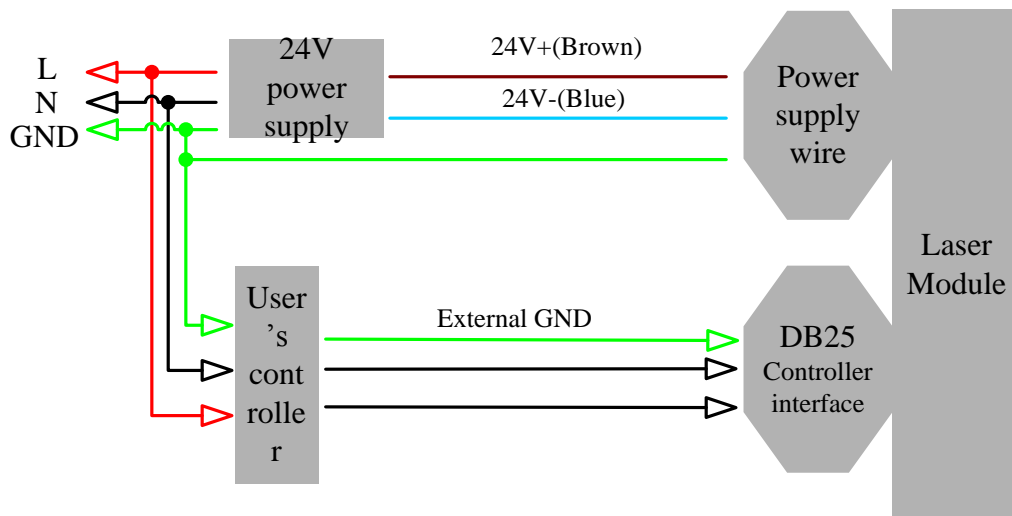 L
N
GND
24V
power
supply
24V+(Brown)
24V-(Blue)
Power
supply
wire
Laser
Module
User
’s
cont
rolle
r
External GND
DB25
Controller
interface